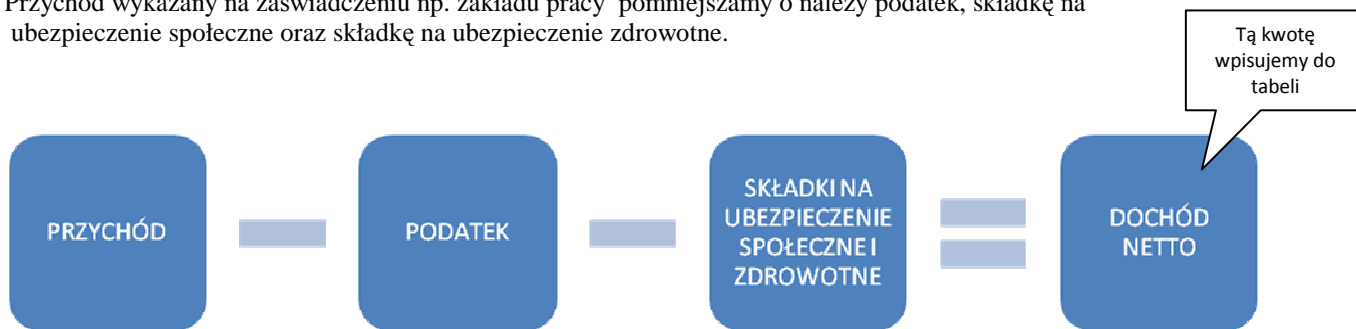 Przychód wykazany na zaświadczeniu np. zakładu pracy pomniejszamy o należy podatek, składkę na
ubezpieczenie społeczne oraz składkę na ubezpieczenie zdrowotne.
Tą kwotę
wpisujemy do
tabeli
PRZYCHÓD
PODATEK
SKŁADKI NA
UBEZPIECZENIE
SPOŁECZNE I
ZDROWOTNE
DOCHÓD
NETTO